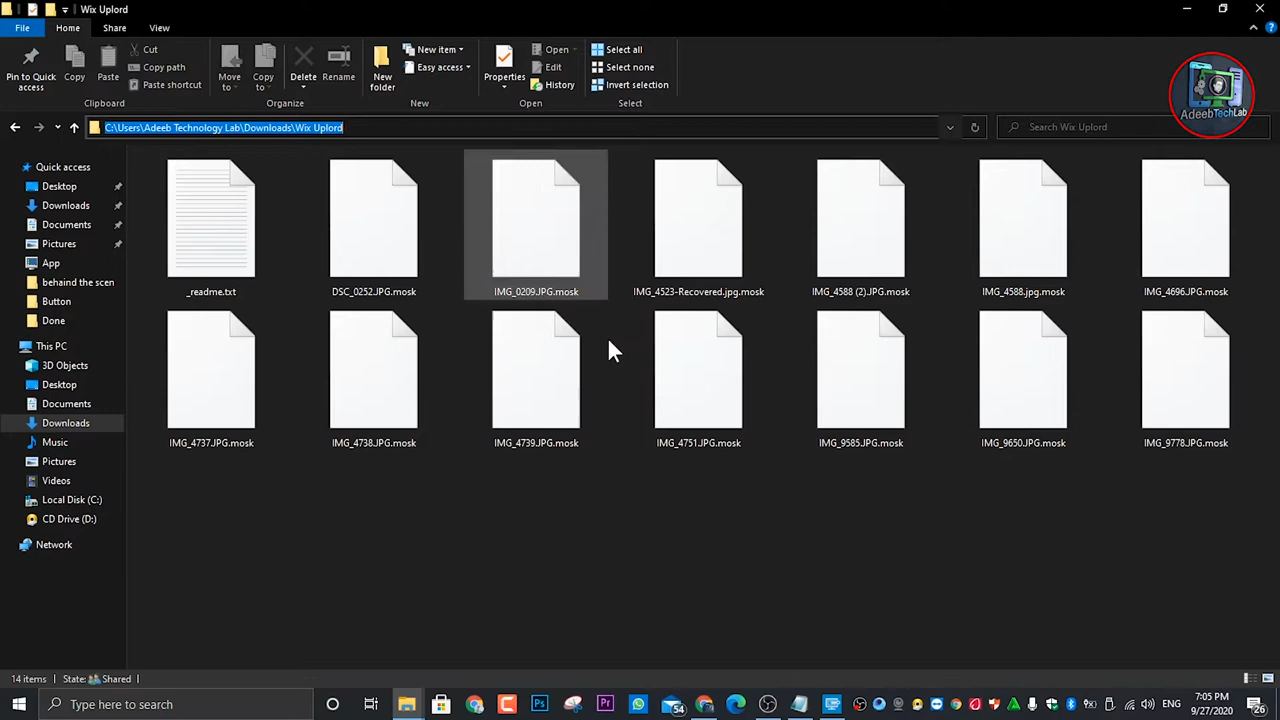 Wix Uplord
File
Home
Share
View
Pin to Quick access
Copy
Paste
Cut
Copy path
Paste shortcut
Clipboard
Move to
Copy to
Delete
Rename
Organize
New folder
New item
Easy access
New
Properties
Open
Edit
History
Open
Select all
Select none
Invert selection
Select
AdeebTechLab
C:\Users\Adeeb Technology Lab\Downloads\Wix Uplord
Search Wix Uplord
Quick access
Desktop
Downloads
Documents
Pictures
App
behaind the scen
Button
Done
This PC
3D Objects
Desktop
Documents
Downloads
Music
Pictures
Videos
Local Disk (C:)
CD Drive (D:)
Network
_readme.txt
DSC_0252.JPG.mosk
IMG_0209.JPG.mosk
IMG_4523-Recovered.jpg.mosk
IMG_4588 (2).JPG.mosk
IMG_4588.jpg.mosk
IMG_4696.JPG.mosk
IMG_4737.JPG.mosk
IMG_4738.JPG.mosk
IMG_4739.JPG.mosk
IMG_4751.JPG.mosk
IMG_9585.JPG.mosk
IMG_9650.JPG.mosk
IMG_9778.JPG.mosk
14 items
State: Shared
Type here to search
Ps
Pr
54
ENG
7:05 PM
9/27/2020
26